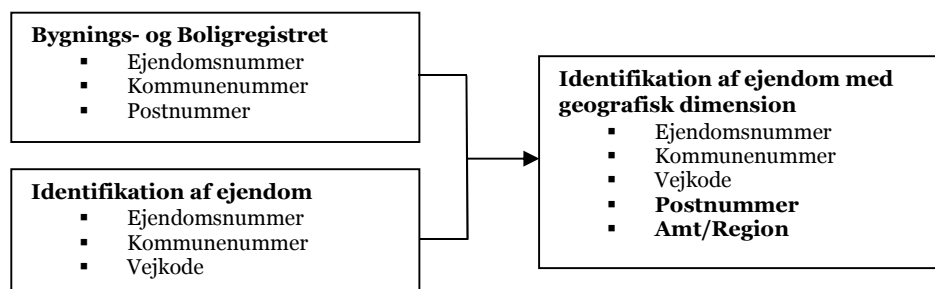 Bygnings- og Boligregistret
▪ Ejendomsnummer
▪ Kommunenummer
▪ Postnummer
Identifikation af ejendom
▪ Ejendomsnummer
▪ Kommunenummer
▪ Vejkode
Identifikation af ejendom med
geografisk dimension
▪ Ejendomsnummer
▪ Kommunenummer
▪ Vejkode
▪ Postnummer
▪ Amt/Region